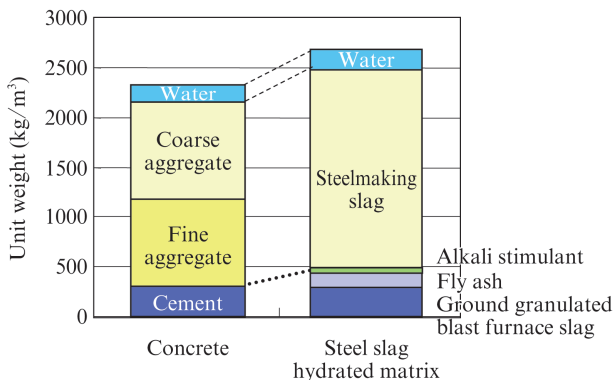 3000
2500
2000
1500
1000
500
0
Unit weight (kg/m³)
Water
Coarse
aggregate
Fine
aggregate
Cement
Water
Steelmaking
slag
Alkali stimulant
Fly ash
Ground granulated
blast furnace slag
Concrete
Steel slag
hydrated matrix